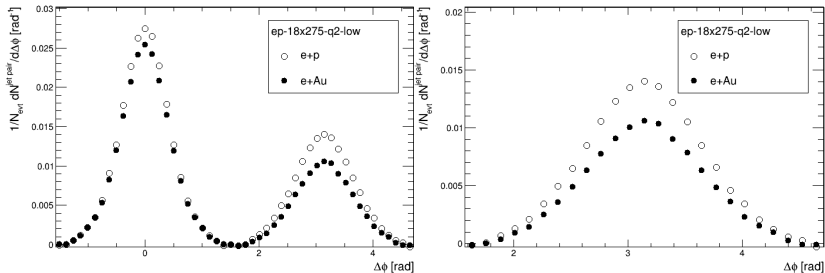 1/N_evt dN^jet pair/dΔϕ [rad⁻¹]
0.03
0.025
0.02
0.015
0.01
0.005
0
ep-18x275-q2-low
e+p
e+Au
0 2 4
Δϕ [rad]
1/N_evt dN^jet pair/dΔϕ [rad⁻¹]
0.02
0.015
0.01
0.005
0
ep-18x275-q2-low
e+p
e+Au
2 3 4
Δϕ [rad]